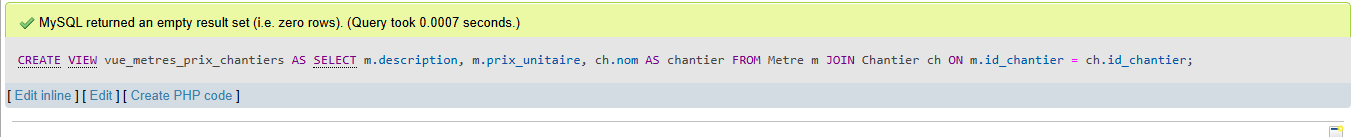 MySQL returned an empty result set (i.e. zero rows). (Query took 0.0007 seconds.)
CREATE VIEW vue_metres_prix_chantiers AS SELECT m.description, m.prix_unitaire, ch.nom AS chantier FROM Metre m JOIN Chantier ch ON m.id_chantier = ch.id_chantier;
[ Edit inline ] [ Edit ] [ Create PHP code ]